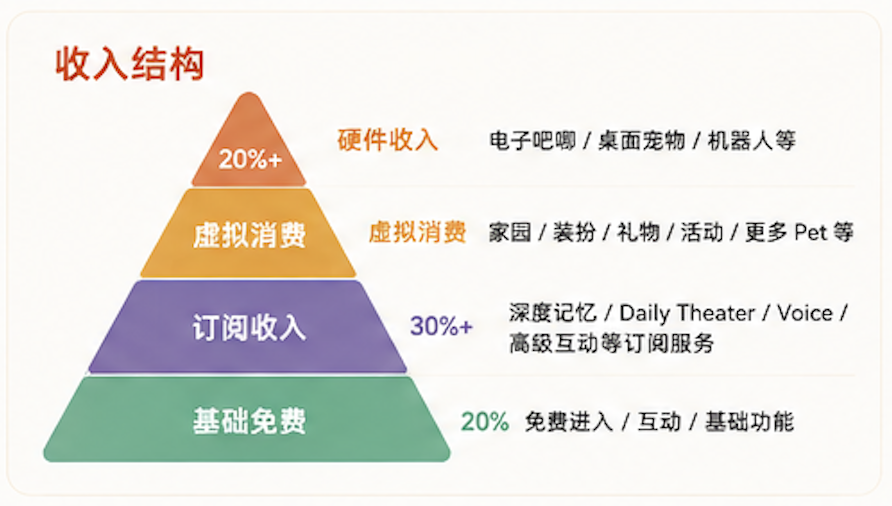 收入结构
20%+ 硬件收入 电子吧唧 / 桌面宠物 / 机器人等
虚拟消费 虚拟消费 家园 / 装扮 / 礼物 / 活动 / 更多 Pet 等
订阅收入 30%+ 深度记忆 / Daily Theater / Voice /
高级互动等订阅服务
基础免费 20% 免费进入 / 互动 / 基础功能